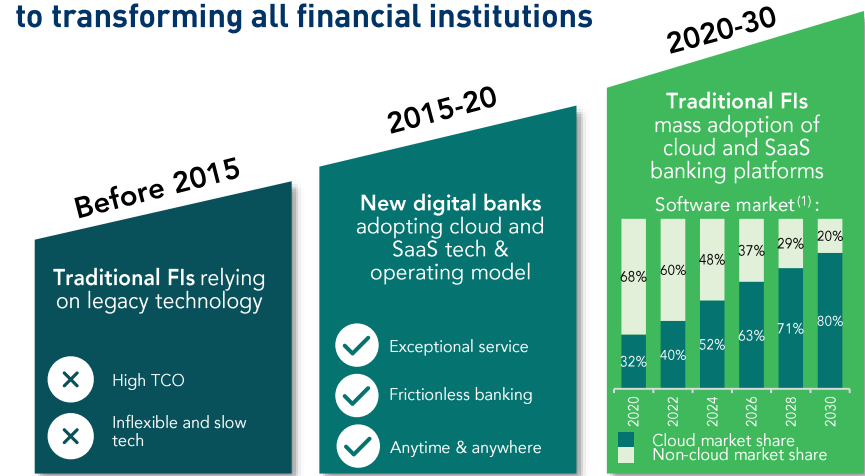 to transforming all financial institutions
Before 2015
Traditional FIs relying
on legacy technology
High TCO
Inflexible and slow
tech
2015-20
New digital banks
adopting cloud and
SaaS tech &
operating model
Exceptional service
Frictionless banking
Anytime & anywhere
2020-30
Traditional FIs
mass adoption of
cloud and SaaS
banking platforms
Software market(1) :
68% 60% 48% 37% 29% 20%
32% 40% 52% 63% 71% 80%
2020 2022 2024 2026 2028 2030
Cloud market share
Non-cloud market share